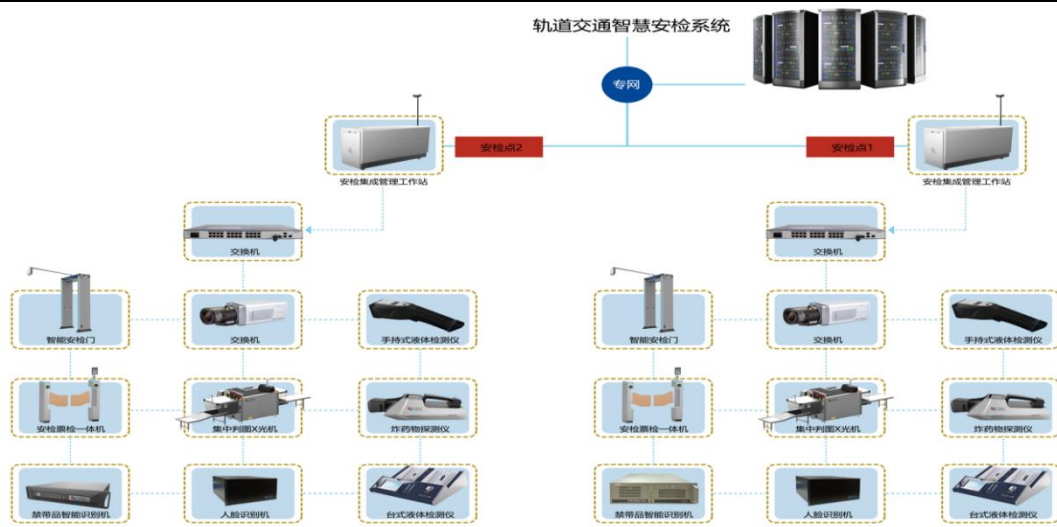 轨道交通智慧安检系统
专网
安检点2
安检点1
安检集成管理工作站
安检集成管理工作站
交换机
交换机
智能安检门
交换机
手持式液体检测仪
智能安检门
交换机
手持式液体检测仪
安检票检一体机
集中判图X光机
炸药物探测仪
安检票检一体机
集中判图X光机
炸药物探测仪
禁带品智能识别机
人脸识别机
台式液体检测仪
禁带品智能识别机
人脸识别机
台式液体检测仪